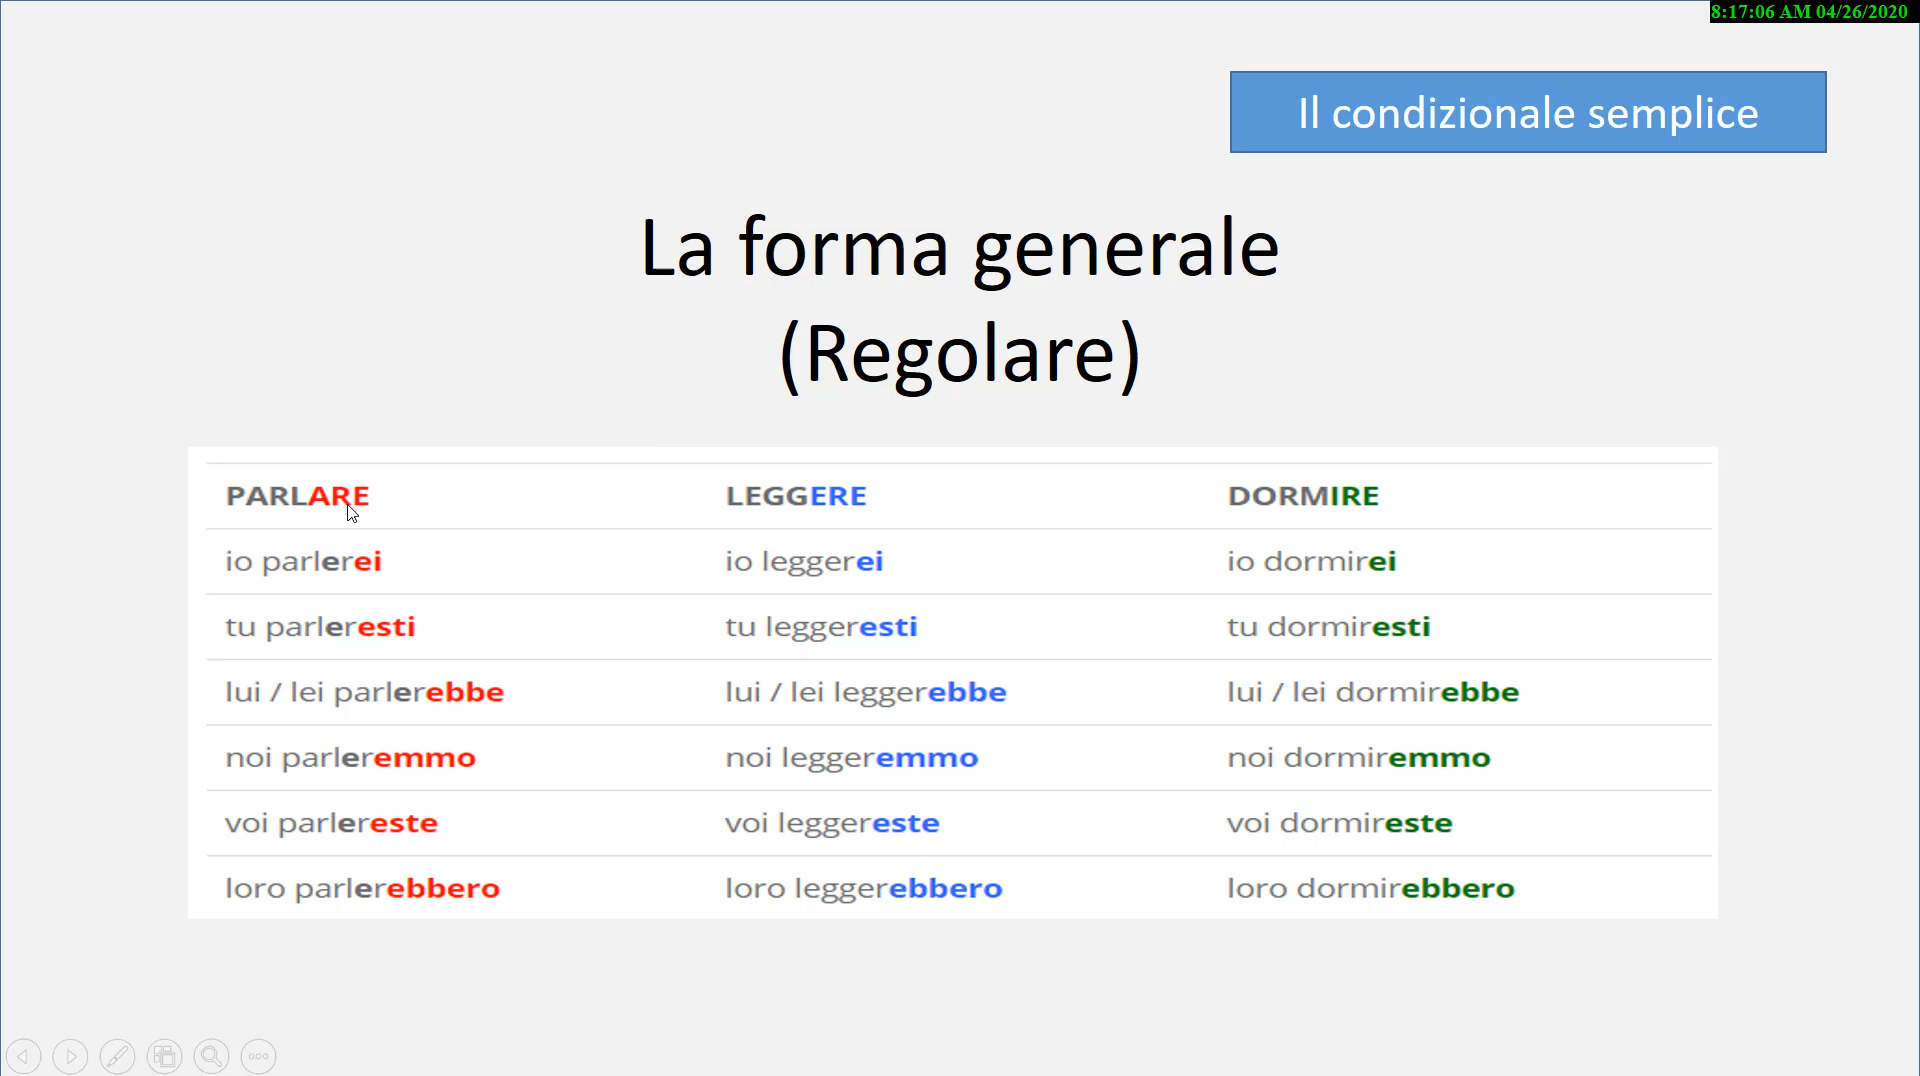 8:17:06 AM 04/26/2020
Il condizionale semplice
La forma generale
(Regolare)
PARLARE LEGGERE DORMIRE
io parlerei io leggerei io dormirei
tu parleresti tu leggeresti tu dormiresti
lui / lei parlerebbe lui / lei leggerebbe lui / lei dormirebbe
noi parleremmo noi leggeremmo noi dormiremmo
voi parlereste voi leggereste voi dormireste
loro parlerebbero loro leggerebbero loro dormirebbero